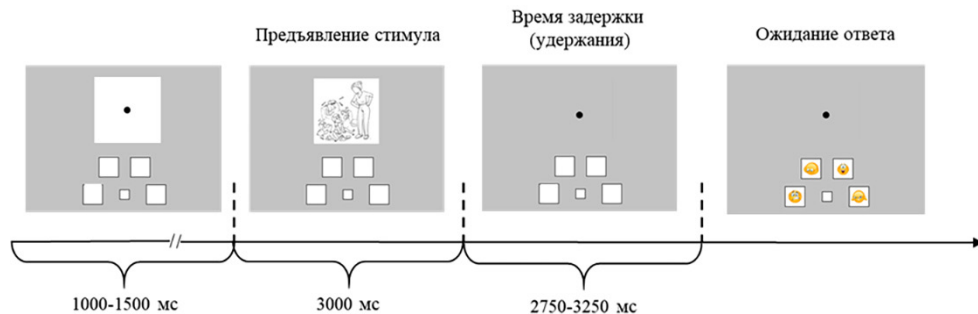 Предъявление стимула
Время задержки
(удержания)
Ожидание ответа
1000-1500 мс
3000 мс
2750-3250 мс